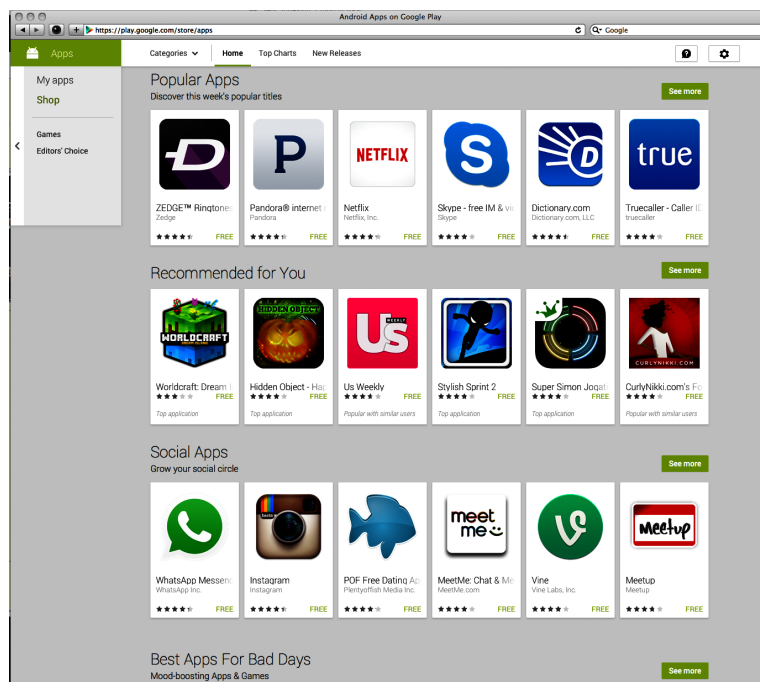 Android Apps on Google Play
https://play.google.com/store/apps
Google
Apps
Categories
Home
Top Charts
New Releases
My apps
Shop
Games
Editors' Choice
Popular Apps
Discover this week's popular titles
See more
P
NETFLIX
S
D
true
ZEDGE™ Ringtones
Pandora® internet
Netflix
Skype - free IM & vi
Dictionary.com
Truecaller - Caller ID
Zedge
Pandora
Netflix, Inc.
Skype
Dictionary.com, LLC
truecaller
FREE
FREE
FREE
FREE
FREE
FREE
Recommended for You
See more
WORLDCRAFT
DREAM ISLAND
HIDDEN OBJECT
Us
WEEKLY
CURLYNIKKI.COM
Worldcraft: Dream
Hidden Object - Hap
Us Weekly
Stylish Sprint 2
Super Simon Jogati
CurlyNikki.com's Fo
FREE
FREE
FREE
FREE
FREE
FREE
Top application
Top application
Popular with similar users
Top application
Top application
Popular with similar users
Social Apps
Grow your social circle
See more
meet
me
Meetup
WhatsApp Messen
Instagram
POF Free Dating Ap
MeetMe: Chat & Me
Vine
Meetup
WhatsApp Inc.
Instagram
Plentyoffish Media Inc.
MeetMe.com
Vine Labs, Inc.
Meetup
FREE
FREE
FREE
FREE
FREE
FREE
Best Apps For Bad Days
Mood-boosting Apps & Games
See more